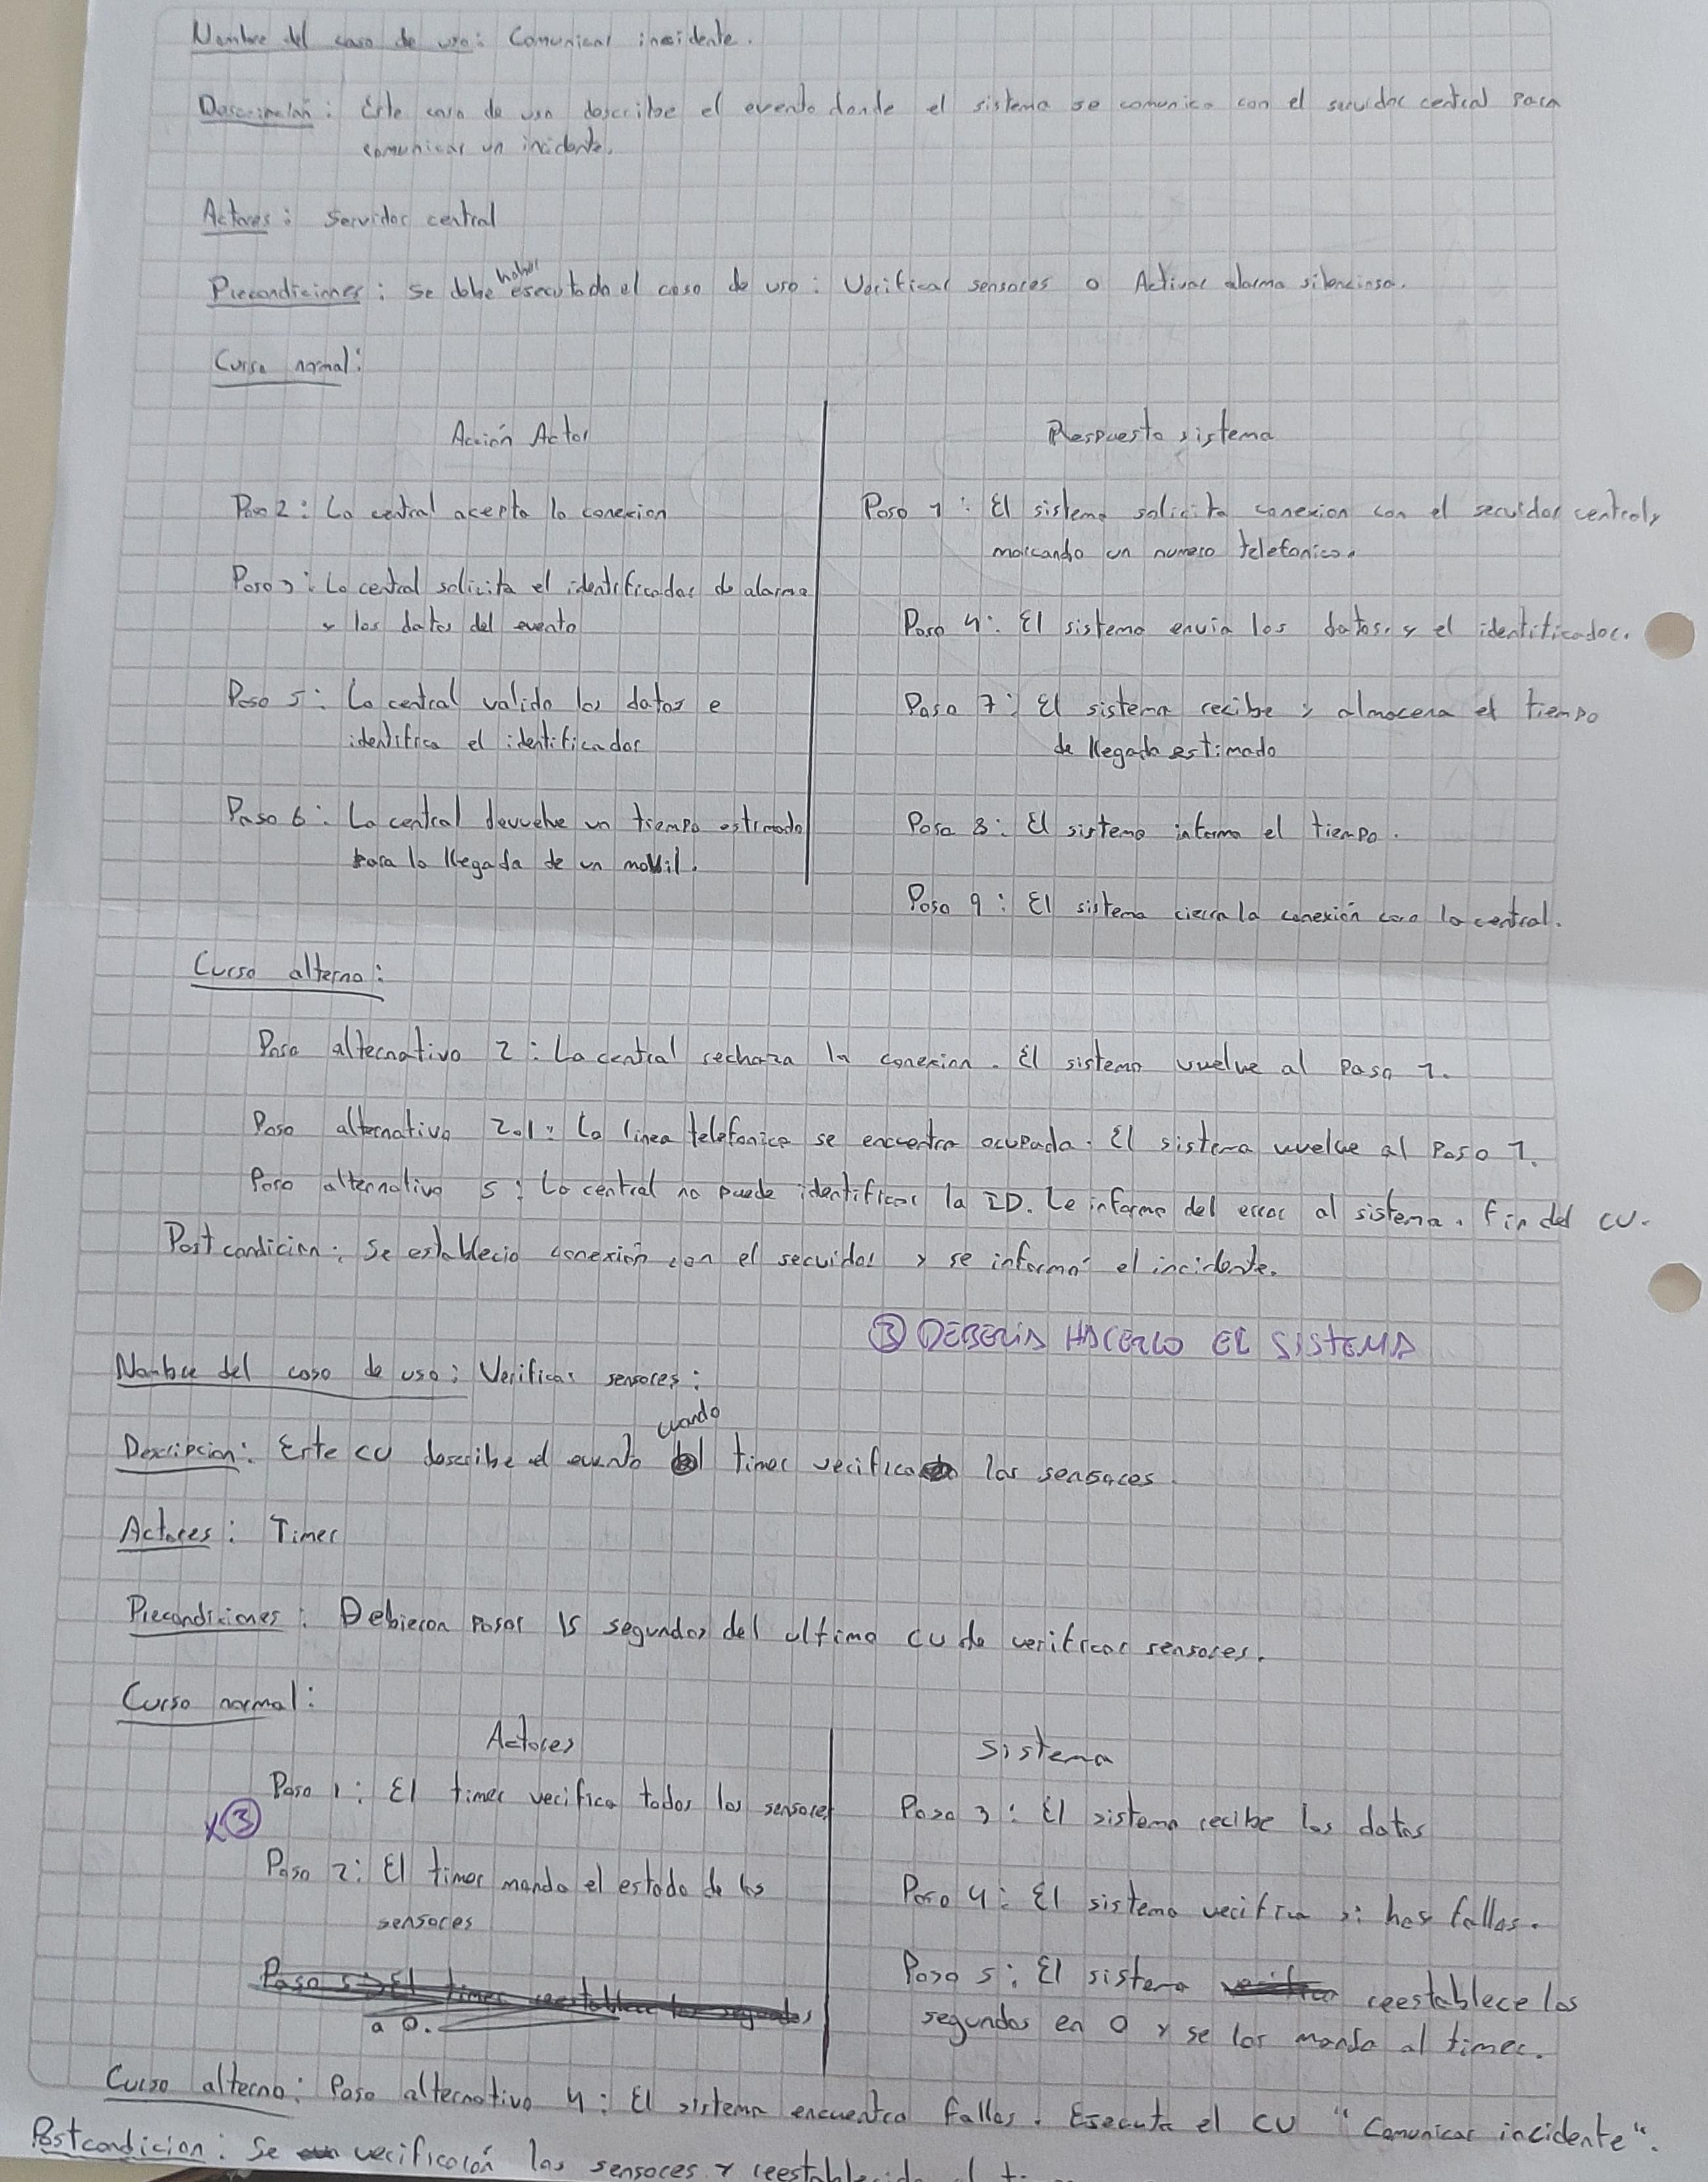 Nombre del caso de uso: Comunicar incidente.
Descripcion: Este caso de uso describe el evento donde el sistema se comunica con el servidor central para
comunicar un incidente.
Actores: Servidor central
Precondiciones: Se debe haber esecutado el caso de uso: Verificar sensores o Activar alarma silenciosa.
Curso normal:
Acción Actor
Respuesta sistema
Paso 1: El sistema solicita conexion con el servidor central,
marcando un numero telefonico.
Paso 2: La central acepta la conexion
Paso 3: La central solicita el identificador de alarma
y los datos del evento
Paso 4: El sistema envia los datos y el identificador.
Paso 5: La central valida los datos e
identifica el identificador
Paso 6: La central devuelve un tiempo estimado
para la llegada de un movil.
Paso 7: El sistema recibe y almacena el tiempo
de llegada estimado
Paso 8: El sistema informa el tiempo.
Paso 9: El sistema cierra la conexión con la central.
Curso alterno:
Paso alternativo 2: La central rechaza la conexion. El sistema vuelve al Paso 1.
Paso alternativo 2.1: La linea telefonica se encuentra ocupada. El sistema vuelve al Paso 1.
Paso alternativo 5: La central no puede identificar la ID. Le informa del error al sistema. Fin del CU.
Postcondicion: Se establecio conexión con el servidor y se informó el incidente.
③ DEBERIA HACERLO EL SISTEMA
Nombre del caso de uso: Verificar sensores:
Descripcion: Este CU describe el evento cuando timer verifica los sensores.
Actores: Timer
Precondiciones: Debieron pasar 15 segundos del ultimo CU de verificar sensores.
Curso normal:
Actores
Sistema
Paso 1: El timer verifica todos los sensores
x③
Paso 2: El timer manda el estado de los
sensores
Paso 5: El timer reestablece los segundos
a 0.
Paso 3: El sistema recibe los datos
Paso 4: El sistema verifica si hay fallas.
Paso 5: El sistema verifica reestablece los
segundos en 0 y se los manda al timer.
Curso alterno: Paso alternativo 4: El sistema encuentra fallas. Esecuta el CU "Comunicar incidente".
Postcondicion: Se verificarón los sensores y